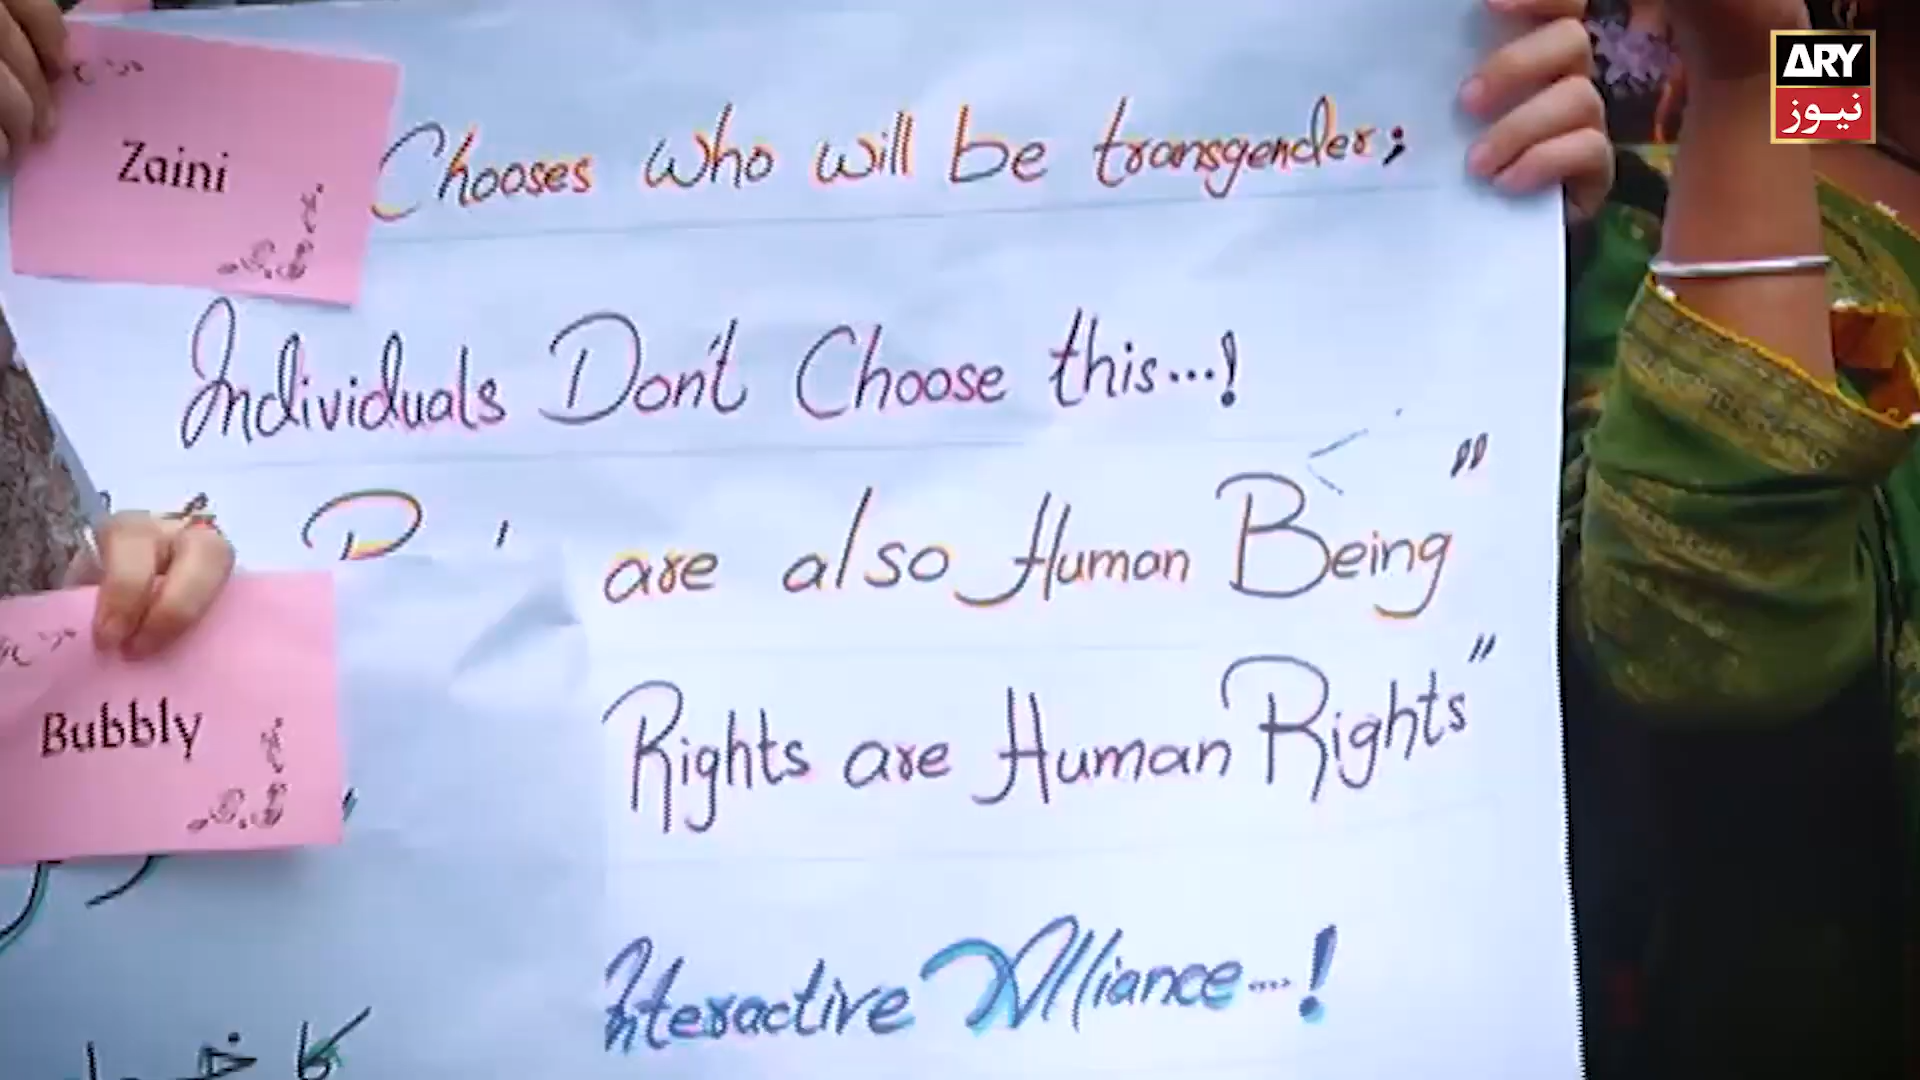 ARY
نیوز
Zaini
Chooses who will be transgender;
Individuals Don't Choose this...!
are also Human Being"
Bubbly
Rights are Human Rights"
Interactive Alliance...!
کا